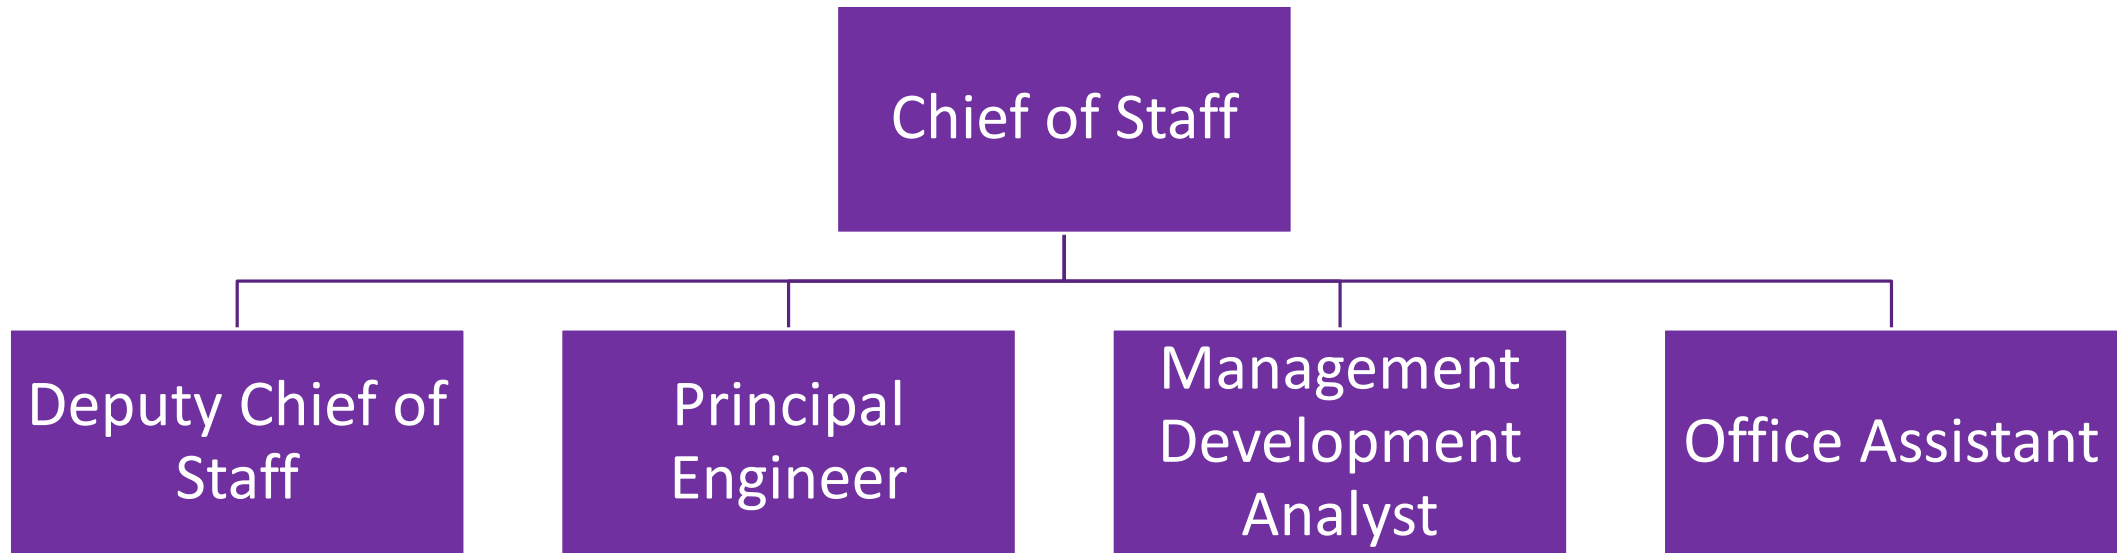 Chief of Staff
Deputy Chief of
Staff
Principal
Engineer
Management
Development
Analyst
Office Assistant